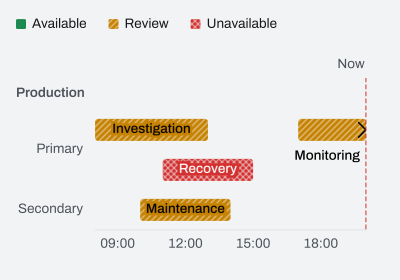 Available Review Unavailable
Now
Production
Investigation
Primary
Monitoring
Recovery
Secondary Maintenance
09:00 12:00 15:00 18:00